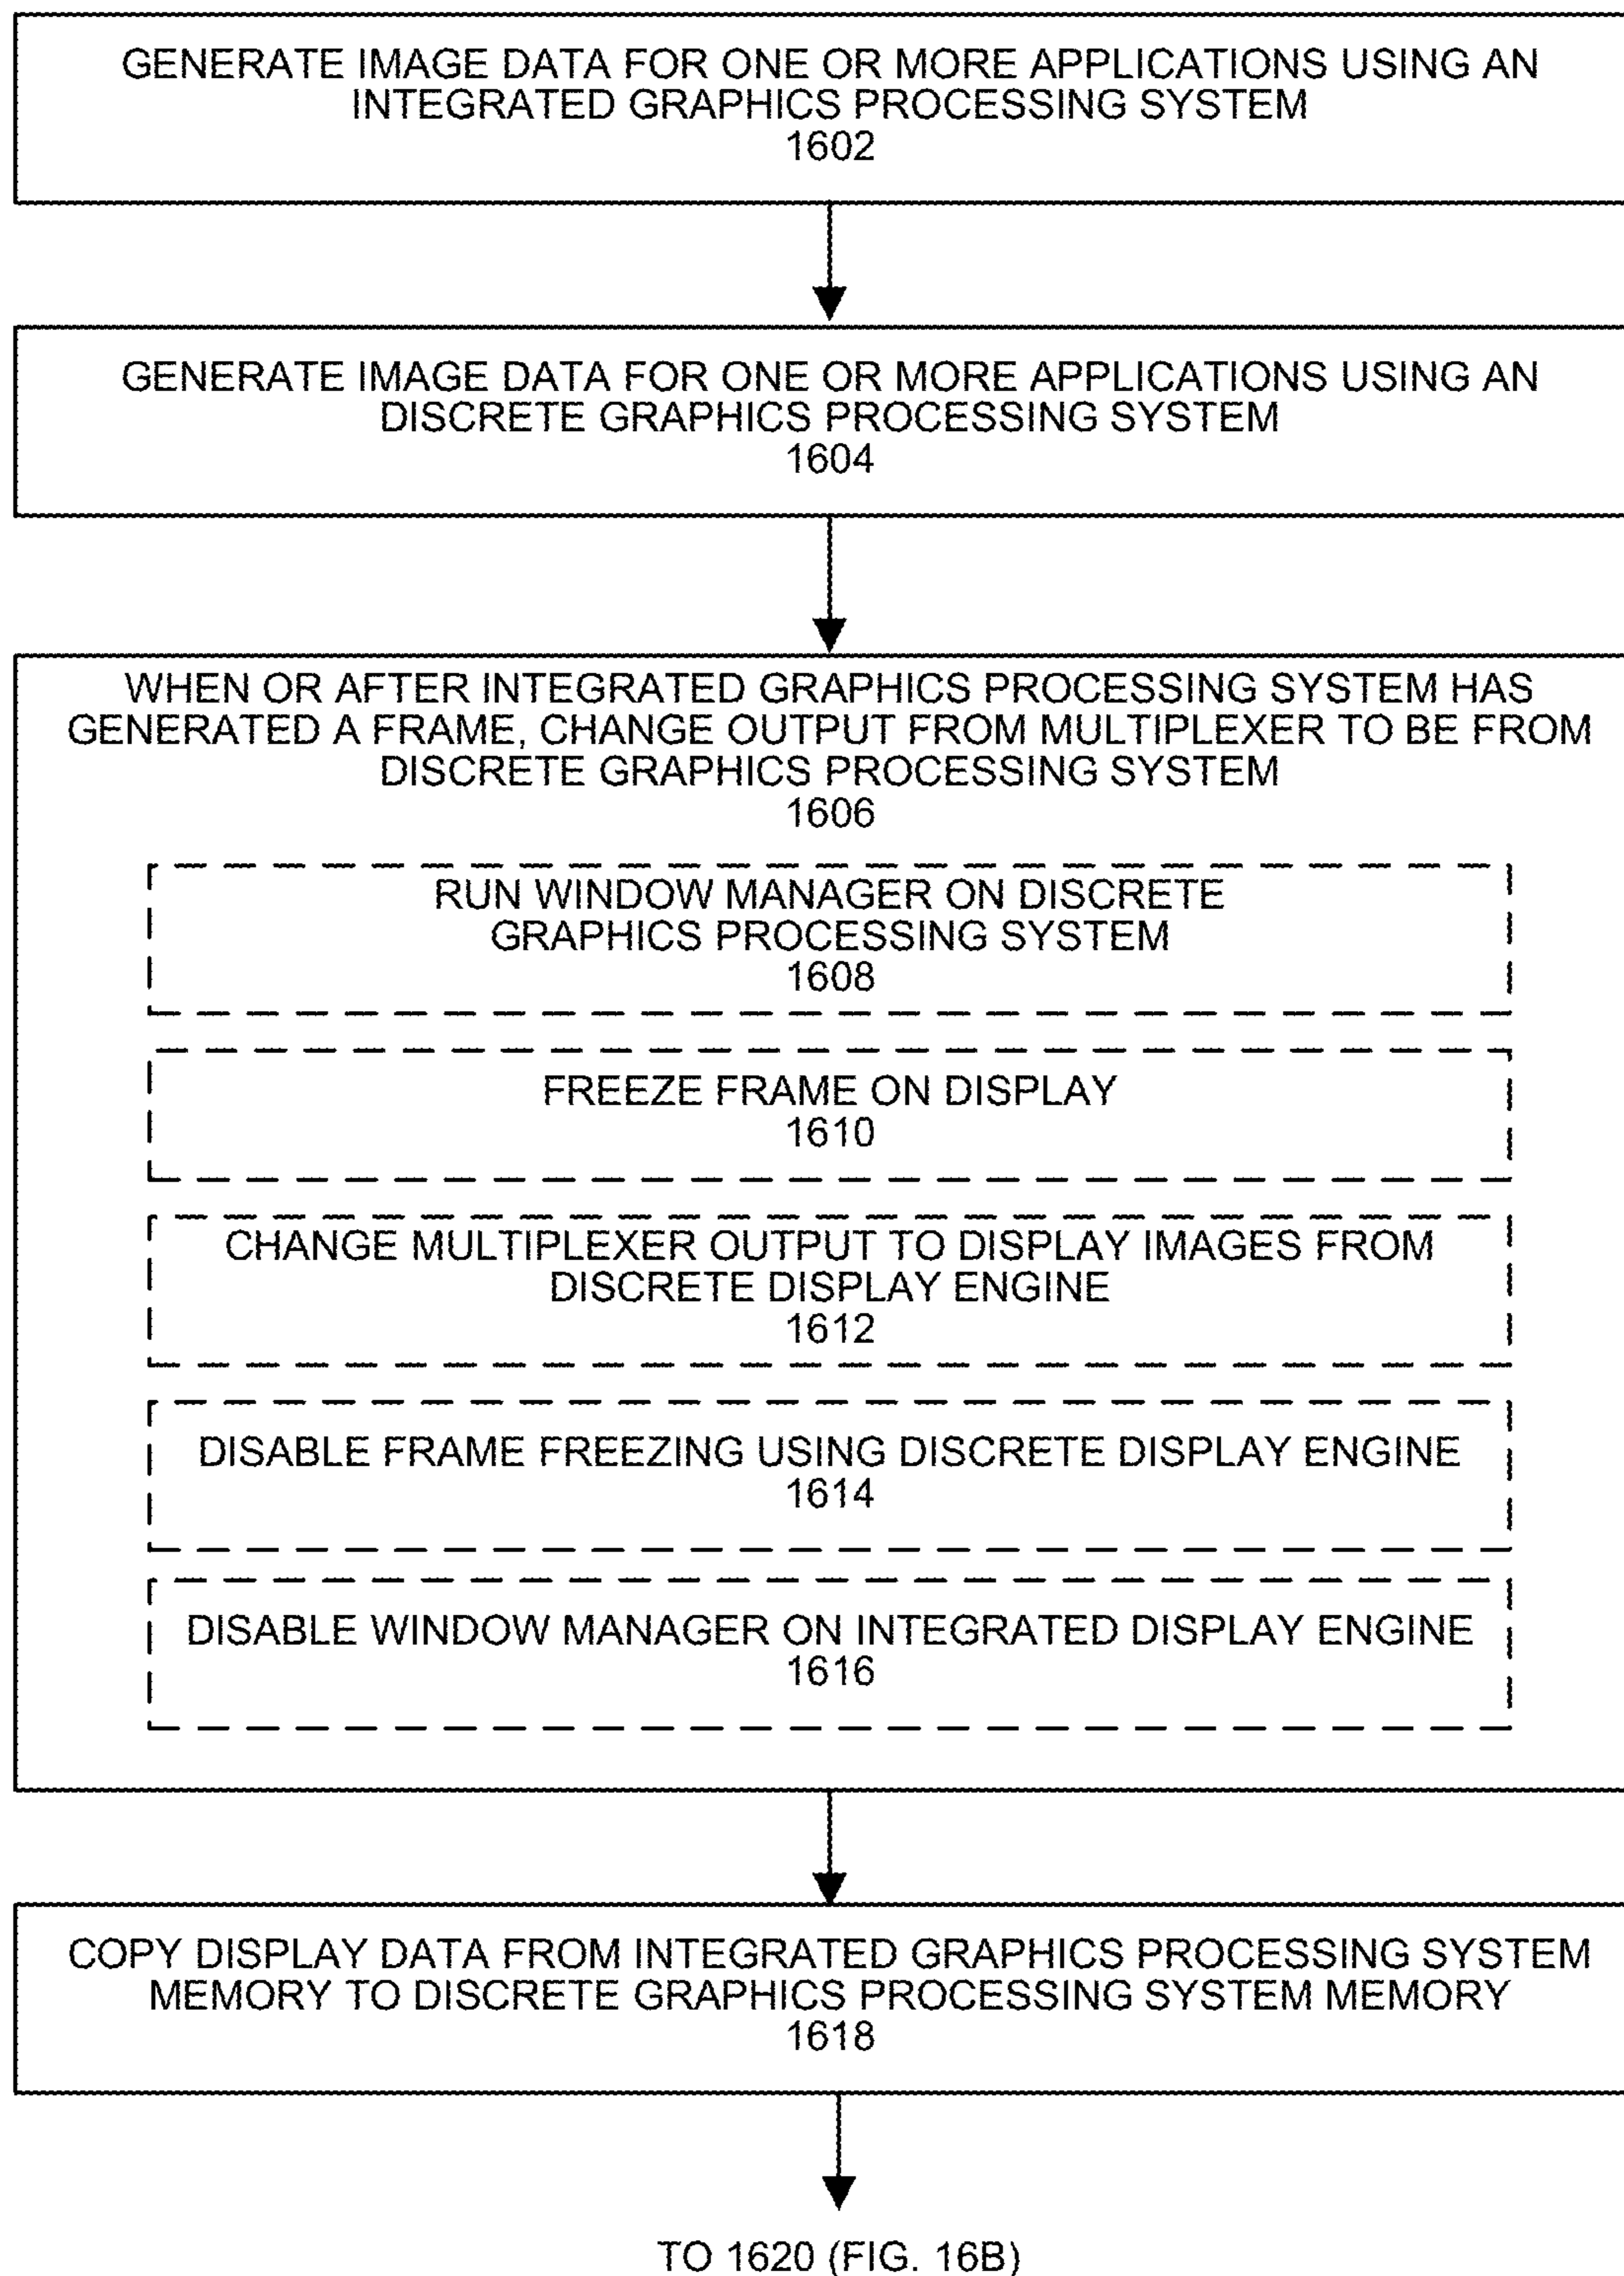 GENERATE IMAGE DATA FOR ONE OR MORE APPLICATIONS USING AN
INTEGRATED GRAPHICS PROCESSING SYSTEM
1602
GENERATE IMAGE DATA FOR ONE OR MORE APPLICATIONS USING AN
DISCRETE GRAPHICS PROCESSING SYSTEM
1604
WHEN OR AFTER INTEGRATED GRAPHICS PROCESSING SYSTEM HAS
GENERATED A FRAME, CHANGE OUTPUT FROM MULTIPLEXER TO BE FROM
DISCRETE GRAPHICS PROCESSING SYSTEM
1606
RUN WINDOW MANAGER ON DISCRETE
GRAPHICS PROCESSING SYSTEM
1608
FREEZE FRAME ON DISPLAY
1610
CHANGE MULTIPLEXER OUTPUT TO DISPLAY IMAGES FROM
DISCRETE DISPLAY ENGINE
1612
DISABLE FRAME FREEZING USING DISCRETE DISPLAY ENGINE
1614
DISABLE WINDOW MANAGER ON INTEGRATED DISPLAY ENGINE
1616
COPY DISPLAY DATA FROM INTEGRATED GRAPHICS PROCESSING SYSTEM
MEMORY TO DISCRETE GRAPHICS PROCESSING SYSTEM MEMORY
1618
TO 1620 (FIG. 16B)